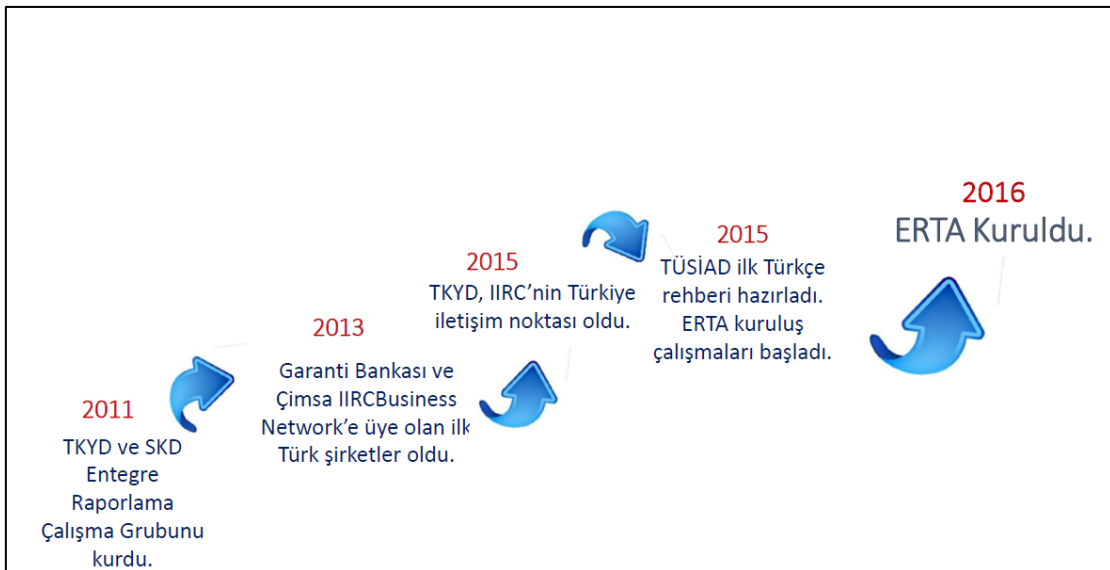 2011
TKYD ve SKD
Entegre
Raporlama
Çalışma Grubunu
kurdu.
2013
Garanti Bankası ve
Çimsa IIRCBusiness
Network’e üye olan ilk
Türk şirketler oldu.
2015
TKYD, IIRC’nin Türkiye
iletişim noktası oldu.
2015
TÜSİAD ilk Türkçe
rehberi hazırladı.
ERTA kuruluş
çalışmaları başladı.
2016
ERTA Kuruldu.